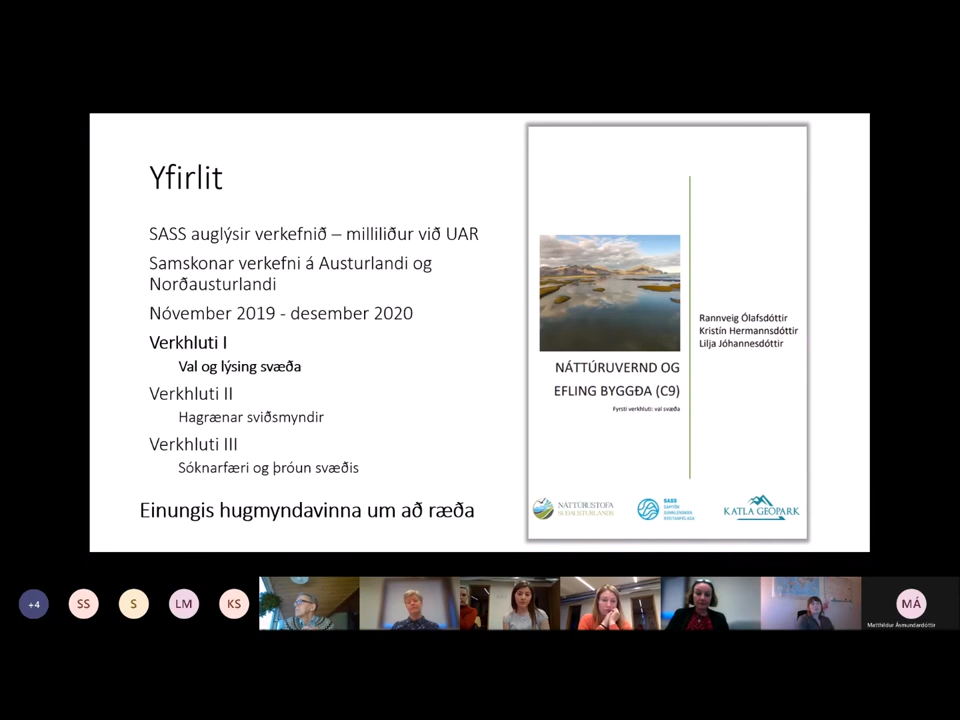 Yfirlit
SASS auglýsir verkefnið – milliliður við UAR
Samskonar verkefni á Austurlandi og
Norðausturlandi
Nóvember 2019 - desember 2020
Verkhluti I
Val og lýsing svæða
Verkhluti II
Hagrænar sviðsmyndir
Verkhluti III
Sóknarfæri og þróun svæðis
Einungis hugmyndavinna um að ræða
Rannveig Ólafsdóttir
Kristín Hermannsdóttir
Lilja Jóhannesdóttir
NÁTTÚRUVERND OG
EFLING BYGGÐA (C9)
Fyrsti verkhluti: val svæða
NÁTTÚRUSTOFA
SUÐAUSTURLANDS
SASS
SAMTÖK
SUNNLENSKRA
SVEITARFÉLAGA
KATLA GEOPARK
+4
SS
S
LM
KS
MÁ
Matthildur Ásmundardóttir